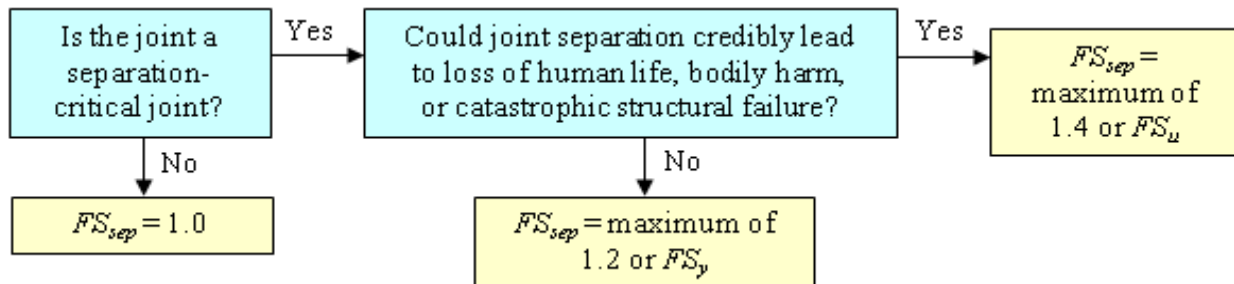 Is the joint a
separation-
critical joint?
Yes
Could joint separation credibly lead
to loss of human life, bodily harm,
or catastrophic structural failure?
Yes
FSsep =
maximum of
1.4 or FSu
No
FSsep = 1.0
No
FSsep = maximum of
1.2 or FSy